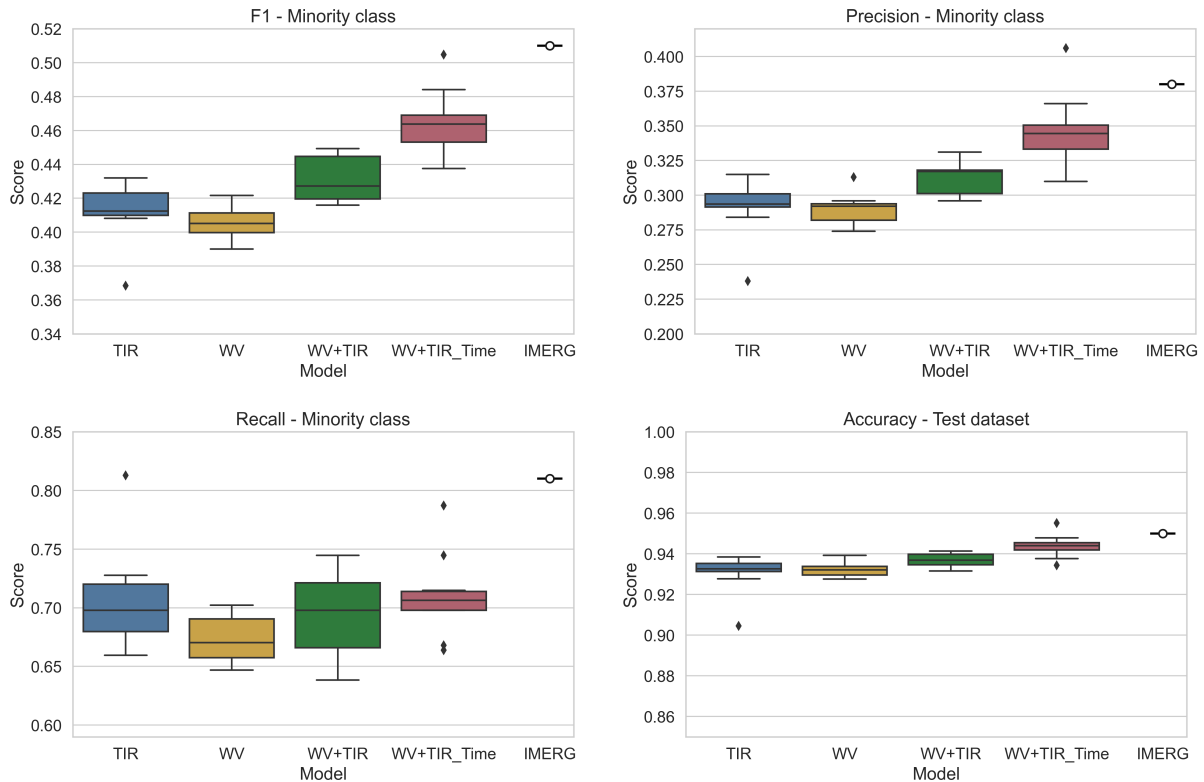 F1 - Minority class
0.52
0.50
0.48
0.46
0.44
0.42
0.40
0.38
0.36
0.34
Score
TIR WV WV+TIR WV+TIR_Time IMERG
Model
Precision - Minority class
0.400
0.375
0.350
0.325
0.300
0.275
0.250
0.225
0.200
Score
TIR WV WV+TIR WV+TIR_Time IMERG
Model
Recall - Minority class
0.85
0.80
0.75
0.70
0.65
0.60
Score
TIR WV WV+TIR WV+TIR_Time IMERG
Model
Accuracy - Test dataset
1.00
0.98
0.96
0.94
0.92
0.90
0.88
0.86
Score
TIR WV WV+TIR WV+TIR_Time IMERG
Model